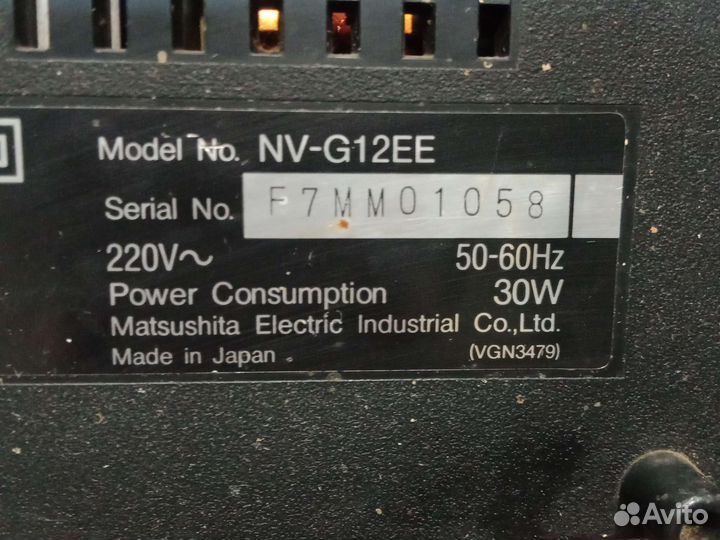 Model No. NV-G12EE
Serial No. F7MM01058
220V～ 50-60Hz
Power Consumption 30W
Matsushita Electric Industrial Co.,Ltd.
Made in Japan (VGN3479)
Avito